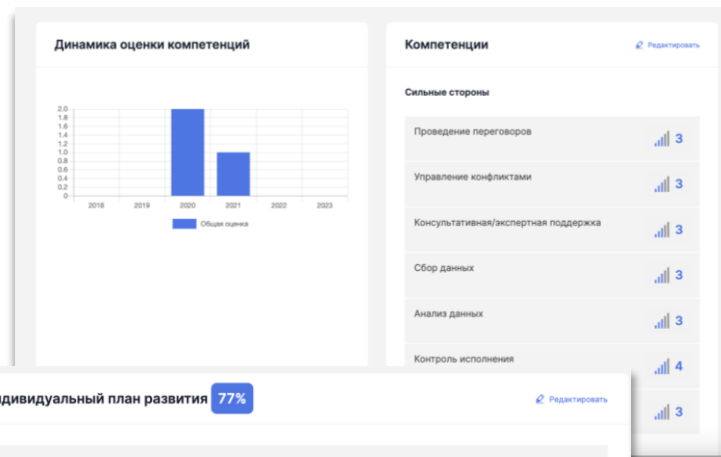 Динамика оценки компетенций
2.0
1.8
1.6
1.4
1.2
1.0
0.8
0.6
0.4
0.2
0
2018 2019 2020 2021 2022 2023
Общая оценка
Компетенции
Редактировать
Сильные стороны
Проведение переговоров 3
Управление конфликтами 3
Консультативная/экспертная поддержка 3
Сбор данных 3
Анализ данных 3
Контроль исполнения 4
3
дивидуальный план развития 77%
Редактировать